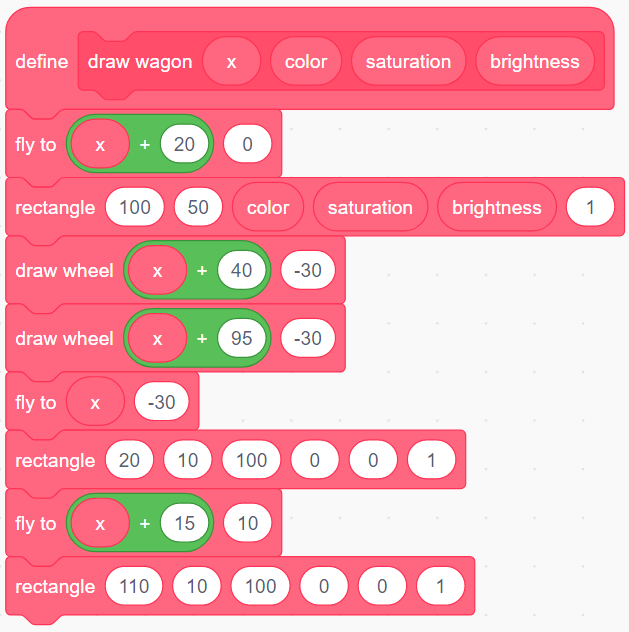 define draw wagon x color saturation brightness
fly to x + 20 0
rectangle 100 50 color saturation brightness 1
draw wheel x + 40 -30
draw wheel x + 95 -30
fly to x -30
rectangle 20 10 100 0 0 1
fly to x + 15 10
rectangle 110 10 100 0 0 1